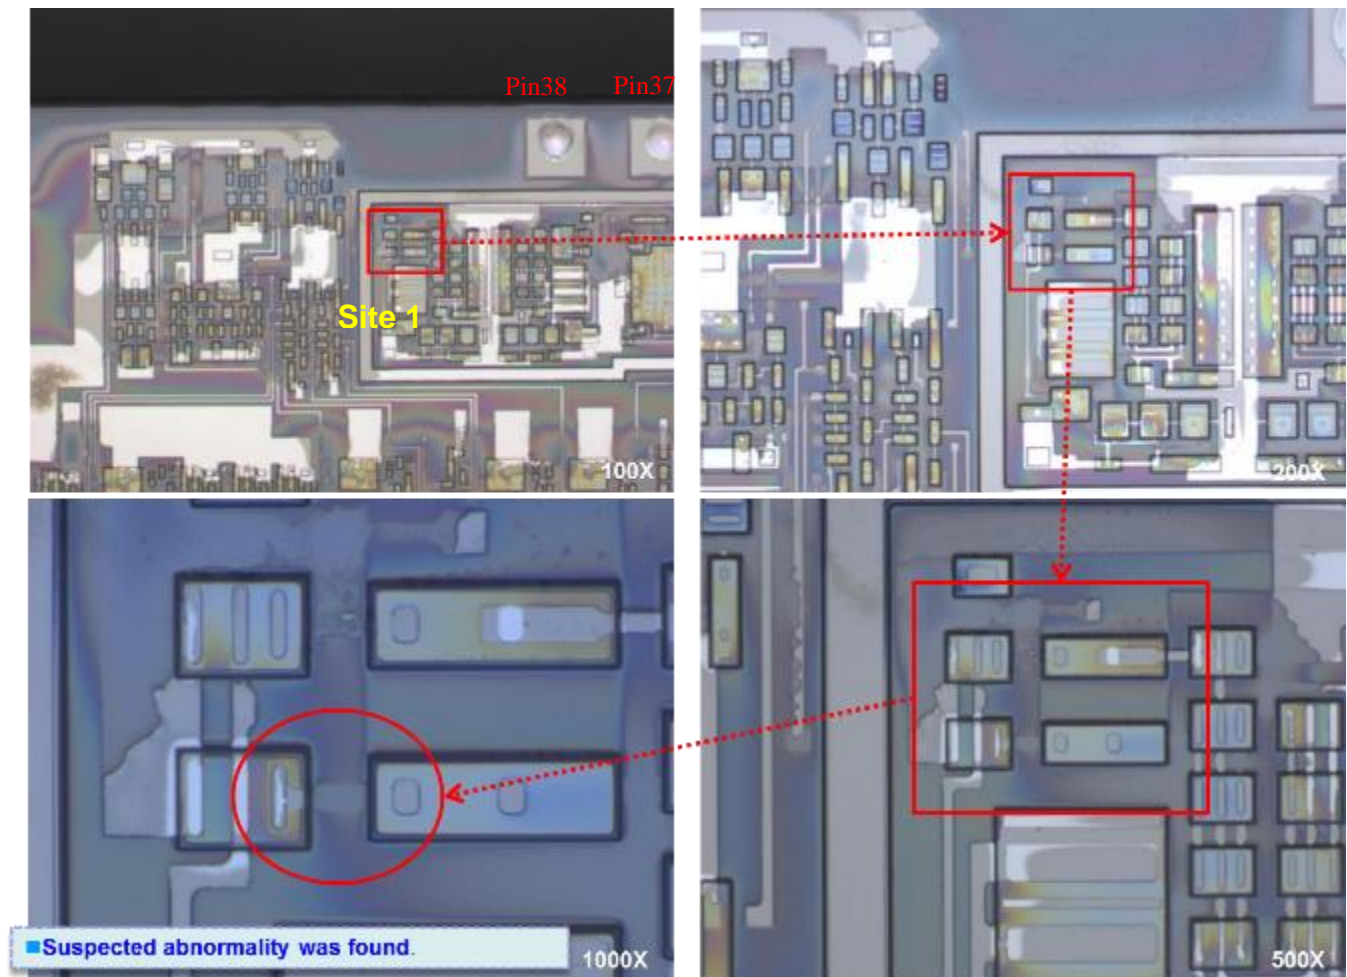 Pin38 Pin37
Site 1
100X
200X
Suspected abnormality was found.
1000X
500X